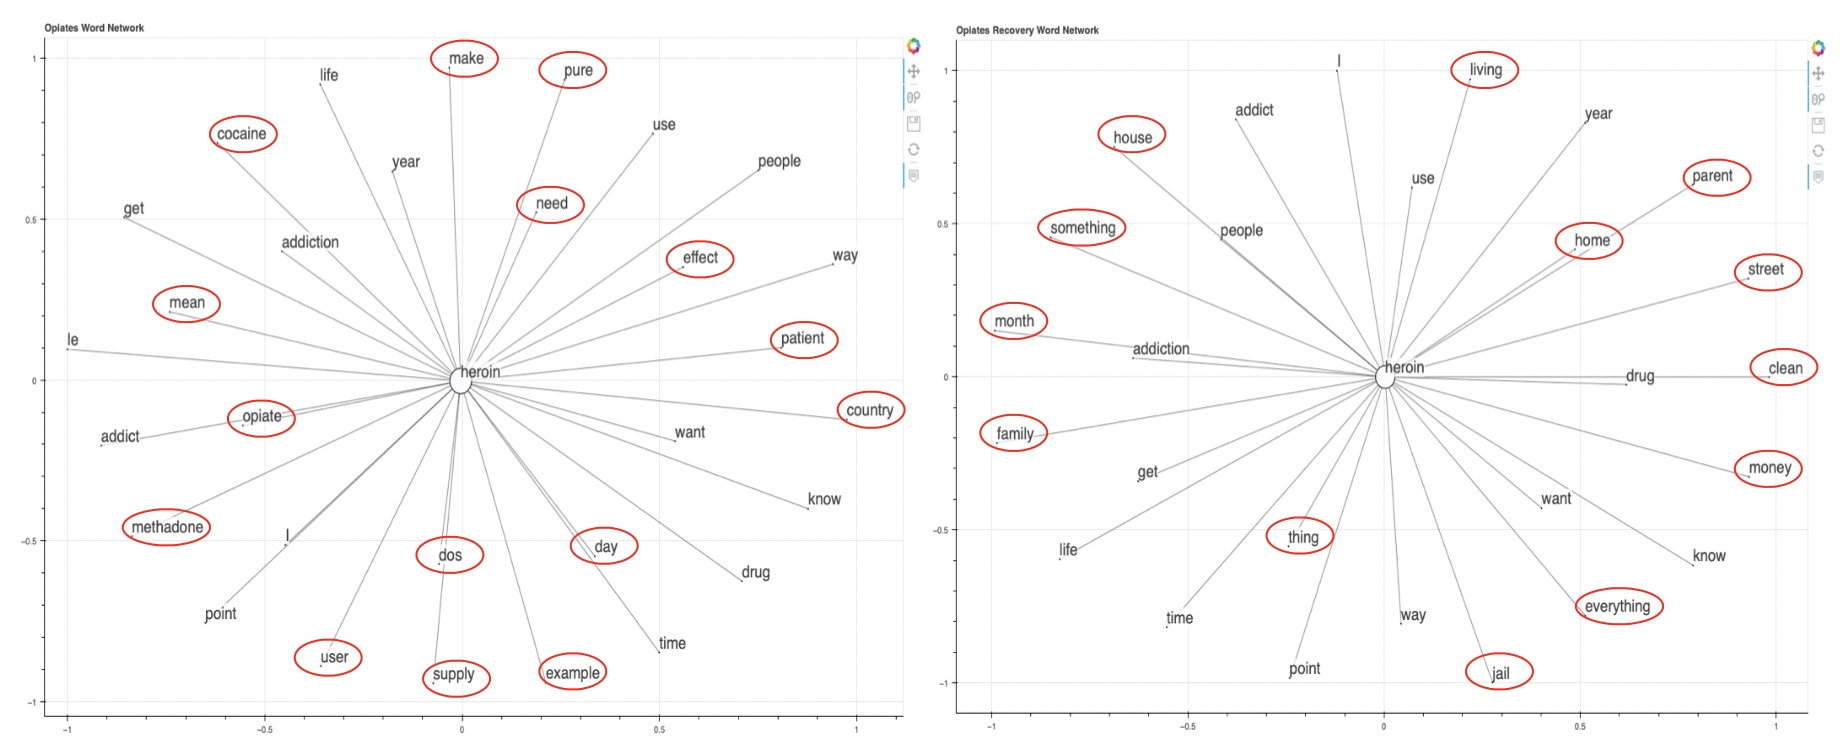 Opiates Word Network
make
pure
life
cocaine
use
year
people
need
get
addiction
effect
way
mean
le
patient
heroin
country
opiate
addict
want
know
methadone
I
dos
day
drug
point
user
supply
example
time
1
0.5
0
−0.5
−1
−1
−0.5
0
0.5
1
Opiates Recovery Word Network
I
living
addict
year
house
use
parent
something
people
home
street
month
addiction
heroin
clean
drug
family
money
get
want
thing
life
know
everything
time
way
point
jail
1
0.5
0
−0.5
−1
−1
−0.5
0
0.5
1